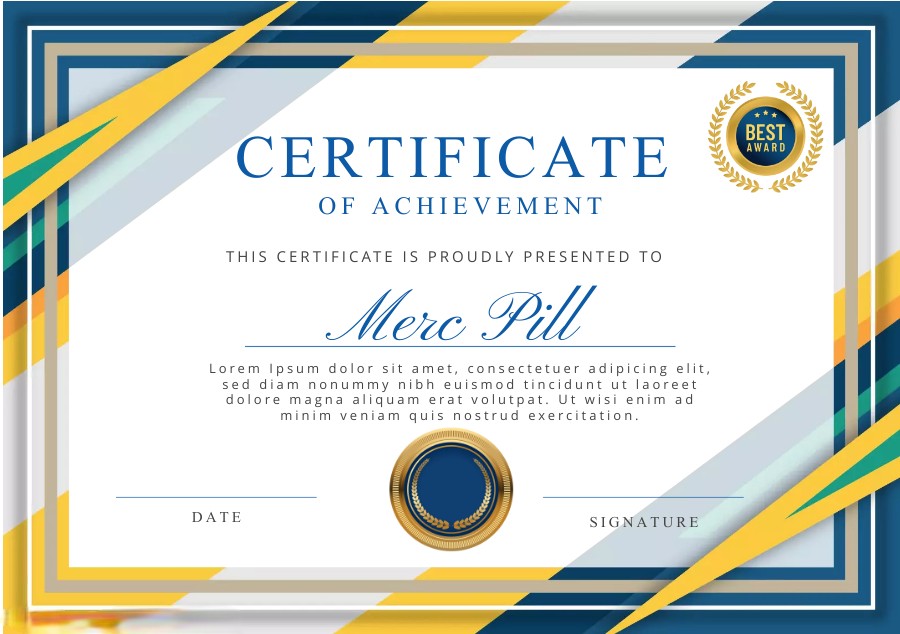 BEST
AWARD
CERTIFICATE
OF ACHIEVEMENT
THIS CERTIFICATE IS PROUDLY PRESENTED TO
Merc Pill
Lorem Ipsum dolor sit amet, consectetuer adipicing elit,
sed diam nonummy nibh euismod tincidunt ut laoreet
dolore magna aliquam erat volutpat. Ut wisi enim ad
minim veniam quis nostrud exercitation.
DATE
SIGNATURE